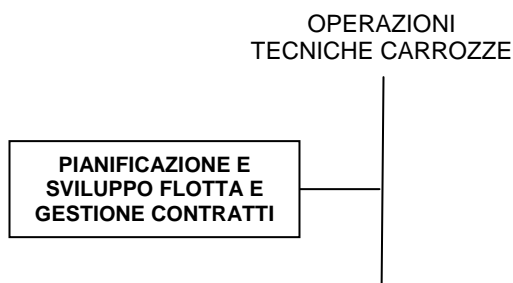 OPERAZIONI
TECNICHE CARROZZE
PIANIFICAZIONE E
SVILUPPO FLOTTA E
GESTIONE CONTRATTI